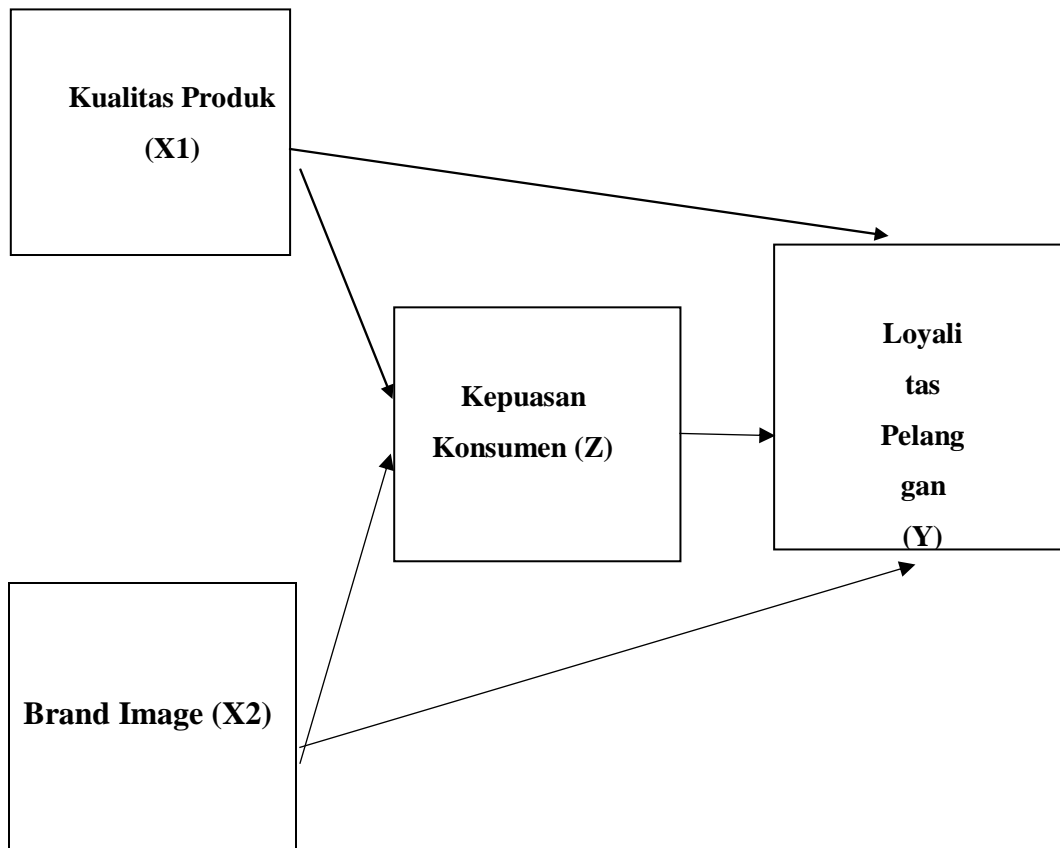 Kualitas Produk
(X1)
Kepuasan
Konsumen (Z)
Loyali
tas
Pelang
gan
(Y)
Brand Image (X2)